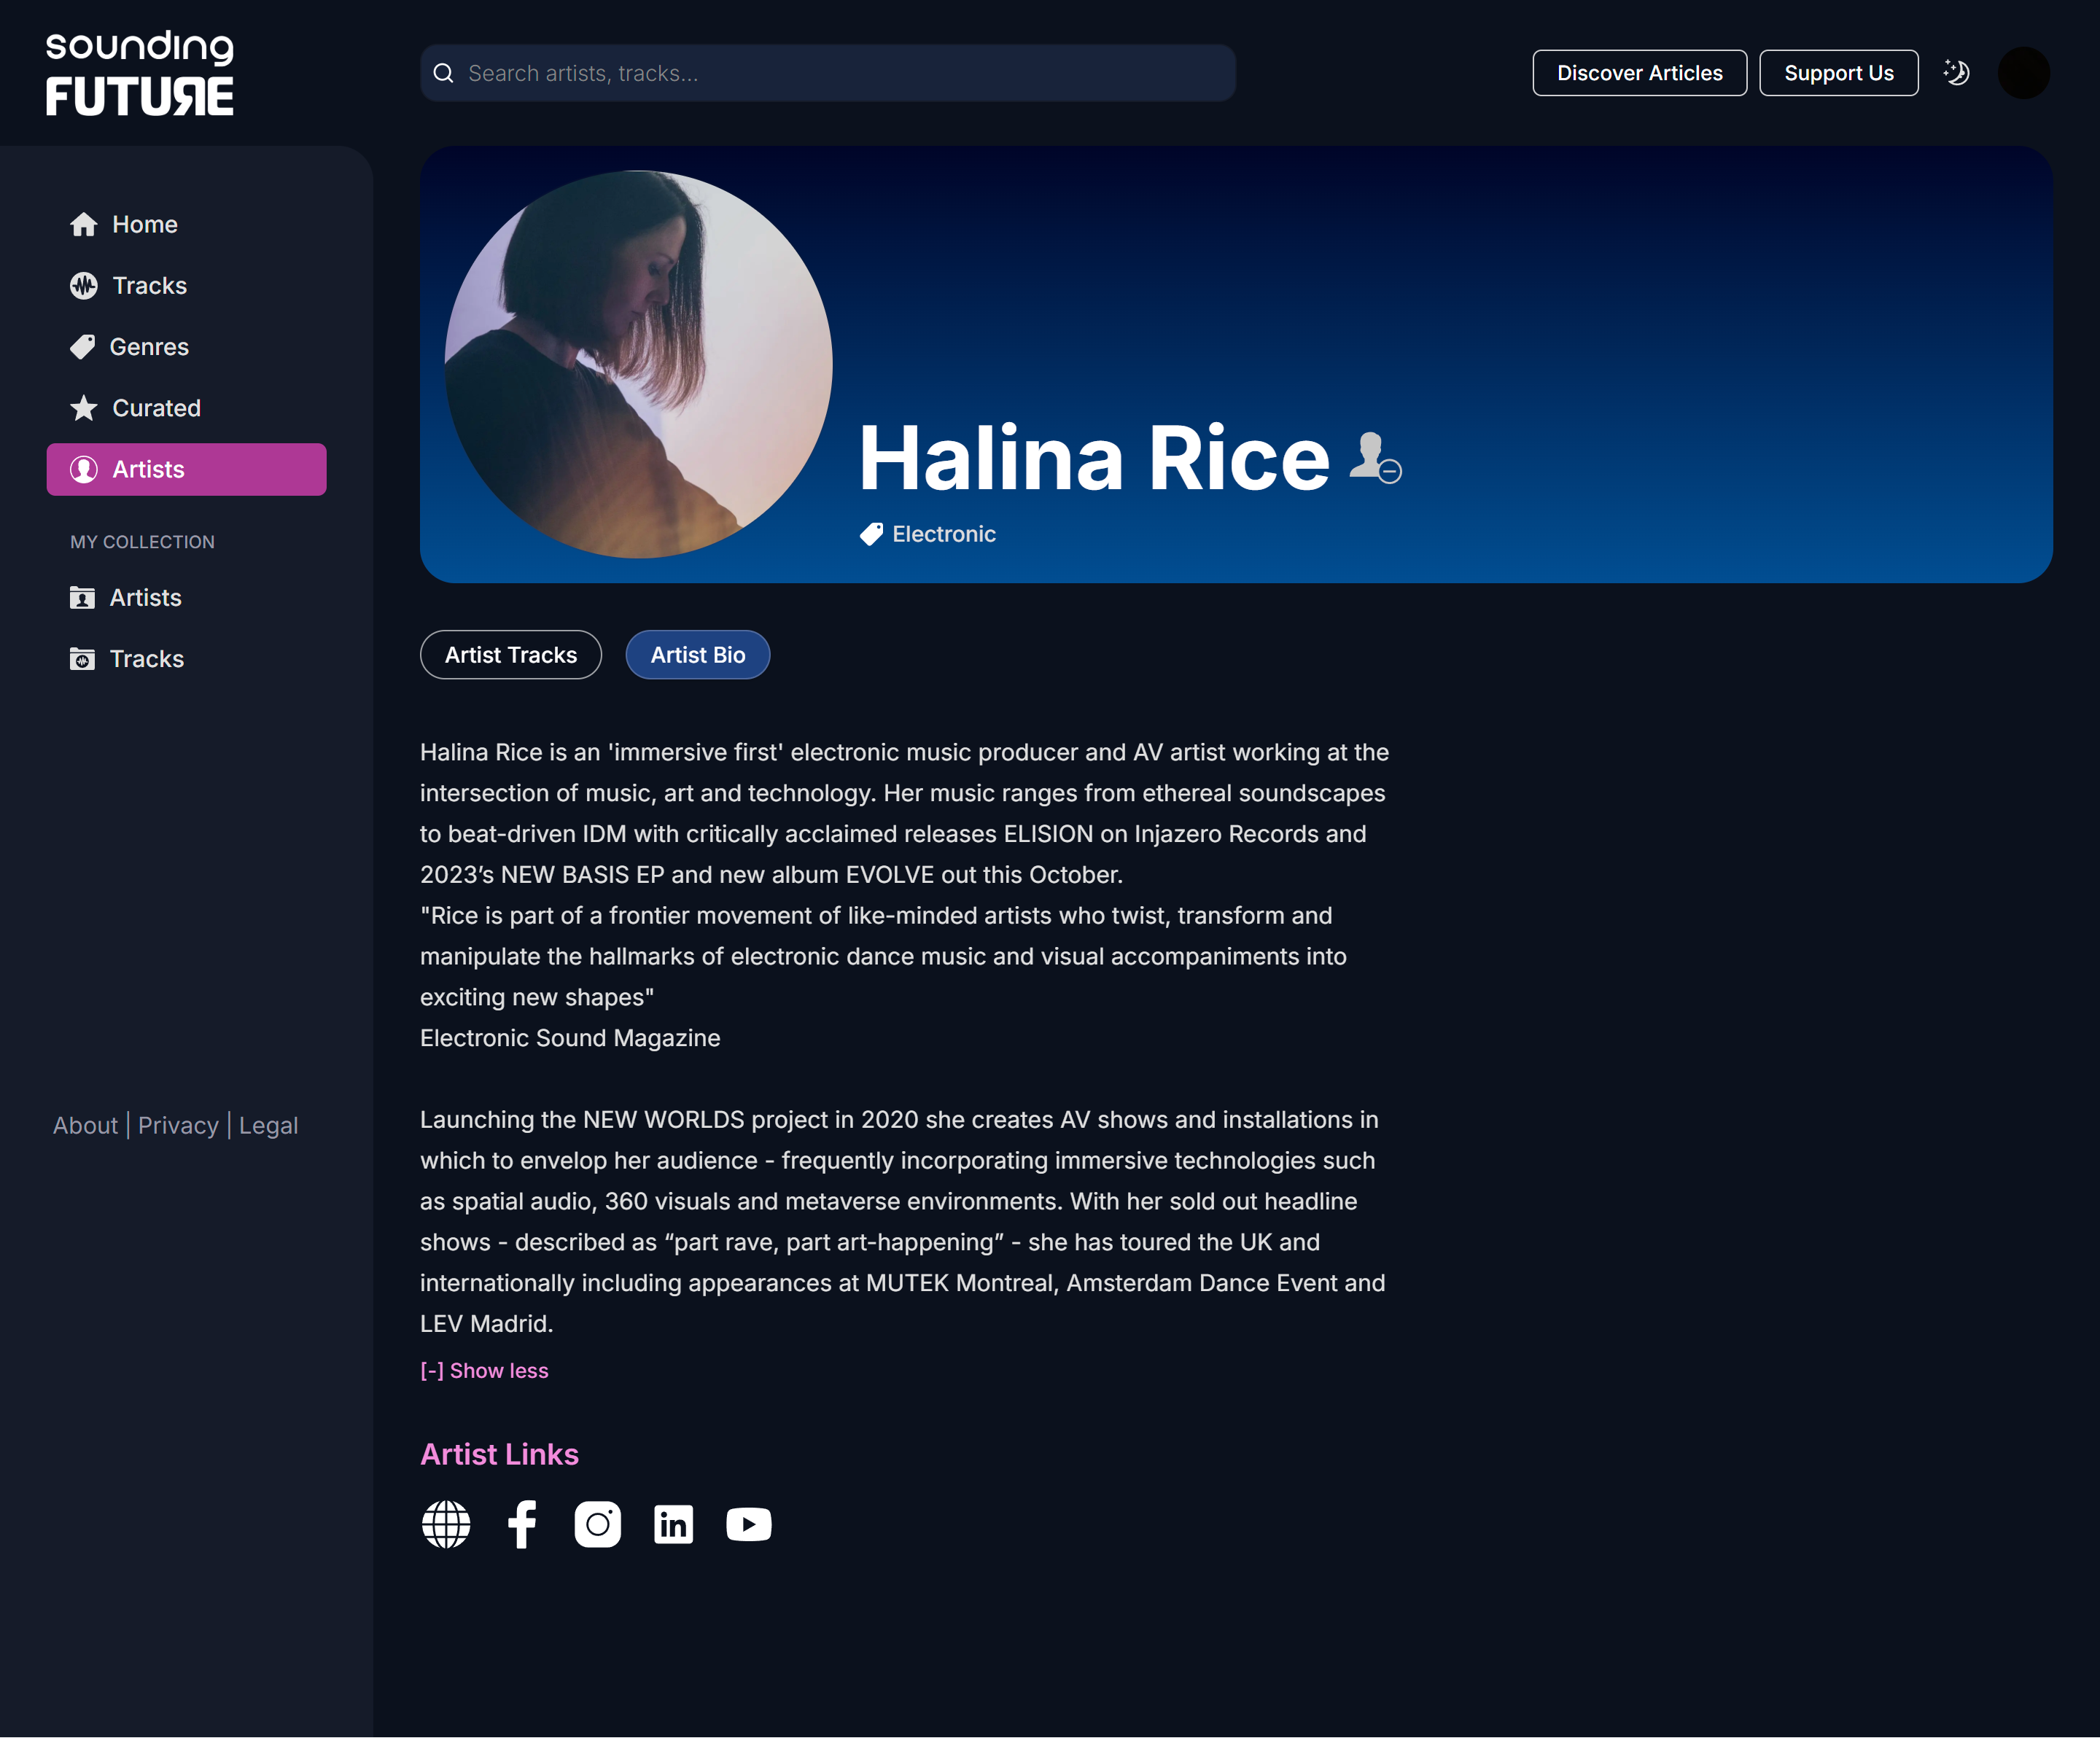 sounding
FUTURE
Search artists, tracks...
Discover Articles
Support Us
Home
Tracks
Genres
Curated
Artists
MY COLLECTION
Artists
Tracks
About | Privacy | Legal
Halina Rice
Electronic
Artist Tracks
Artist Bio
Halina Rice is an 'immersive first' electronic music producer and AV artist working at the
intersection of music, art and technology. Her music ranges from ethereal soundscapes
to beat-driven IDM with critically acclaimed releases ELISION on Injazero Records and
2023’s NEW BASIS EP and new album EVOLVE out this October.
"Rice is part of a frontier movement of like-minded artists who twist, transform and
manipulate the hallmarks of electronic dance music and visual accompaniments into
exciting new shapes"
Electronic Sound Magazine
Launching the NEW WORLDS project in 2020 she creates AV shows and installations in
which to envelop her audience - frequently incorporating immersive technologies such
as spatial audio, 360 visuals and metaverse environments. With her sold out headline
shows - described as “part rave, part art-happening” - she has toured the UK and
internationally including appearances at MUTEK Montreal, Amsterdam Dance Event and
LEV Madrid.
[-] Show less
Artist Links